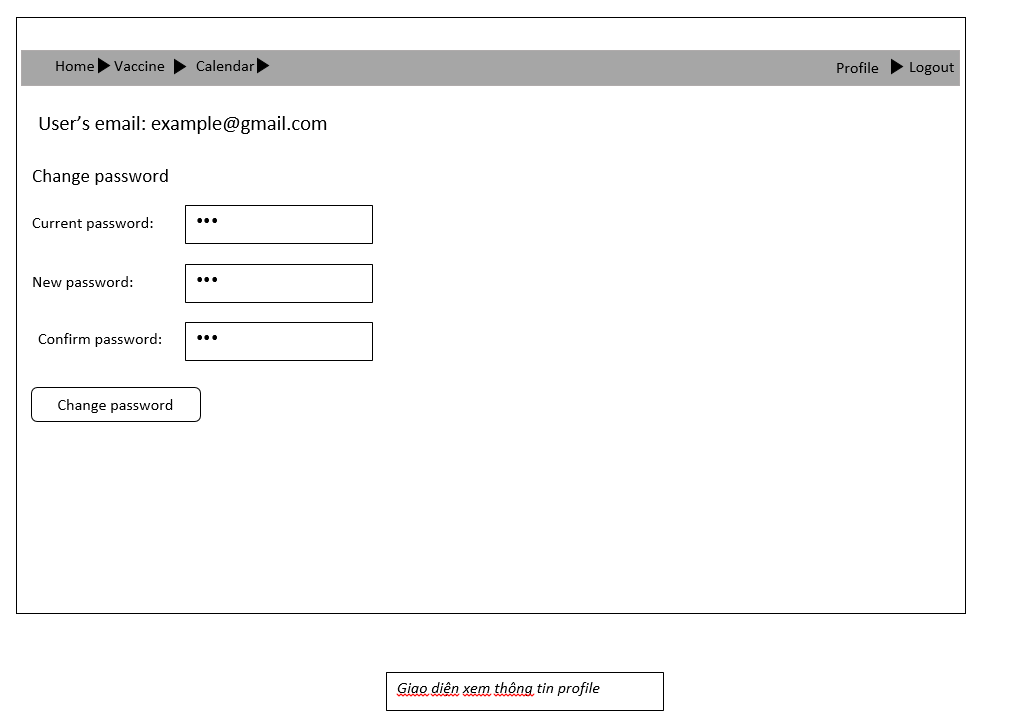 Home Vaccine Calendar Profile Logout
User’s email: example@gmail.com
Change password
Current password: •••
New password: •••
Confirm password: •••
Change password
Giao diện xem thông tin profile